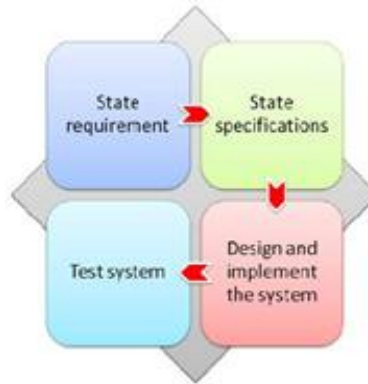 State
requirement
State
specifications
Test system
Design and
implement
the system